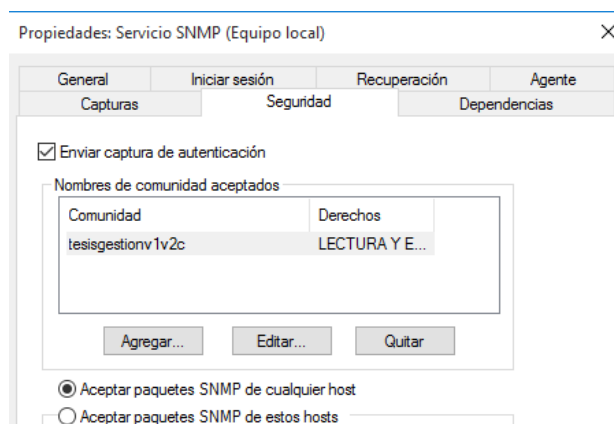 Propiedades: Servicio SNMP (Equipo local)
General Iniciar sesión Recuperación Agente
Capturas Seguridad Dependencias
Enviar captura de autenticación
Nombres de comunidad aceptados
Comunidad Derechos
tesisgestionv1v2c LECTURA Y E...
Agregar... Editar... Quitar
Aceptar paquetes SNMP de cualquier host
Aceptar paquetes SNMP de estos hosts